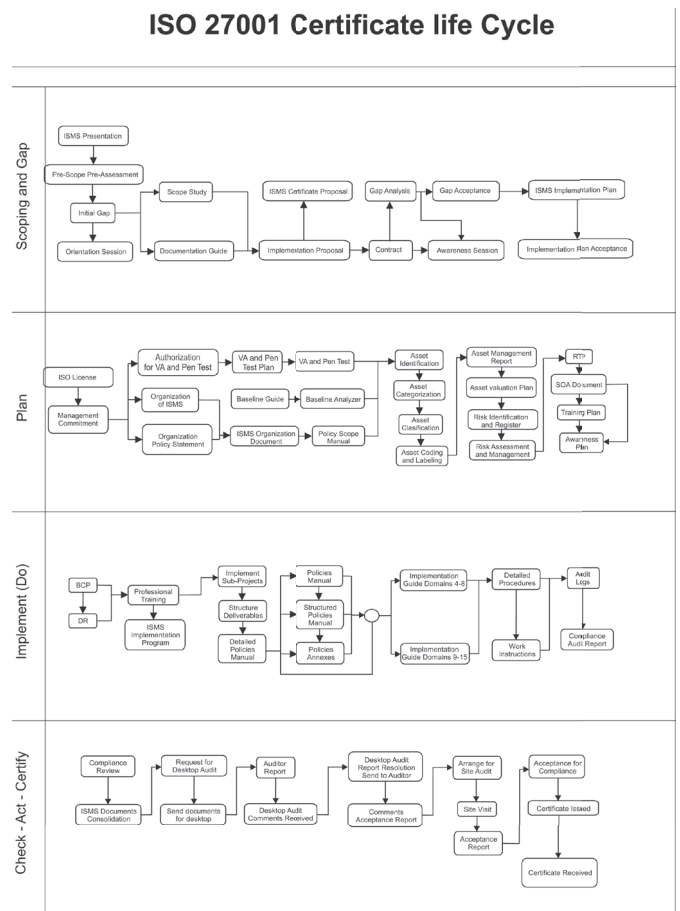 ISO 27001 Certificate life Cycle
Scoping and Gap
ISMS Presentation
Pre-Scope Pre-Assessment
Initial Gap
Orientation Session
Scope Study
Documentation Guide
ISMS Certificate Proposal
Implementation Proposal
Gap Analysis
Contract
Gap Acceptance
Awareness Session
ISMS Implementation Plan
Implementation Plan Acceptance
Plan
ISO License
Management
Commitment
Authorization
for VA and Pen Test
VA and Pen
Test Plan
VA and Pen Test
Organization
of ISMS
Baseline Guide
Baseline Analyzer
Organization
Policy Statement
ISMS Organization
Document
Policy Scope
Manual
Asset
Identification
Asset
Categorization
Asset
Clasification
Asset Coding
and Labeling
Asset Management
Report
Asset valuation Plan
Risk Identification
and Register
Risk Assessment
and Management
RTP
SOA Document
Training Plan
Awarness
Plan
Implement (Do)
BCP
DR
Professional
Training
ISMS
Implementation
Program
Implement
Sub-Projects
Structure
Deliverables
Detailed
Policies
Manual
Policies
Manual
Structured
Policies
Manual
Policies
Annexes
Implementation
Guide Domains 4-8
Implementation
Guide Domains 9-15
Detailed
Procedures
Work
Instructions
Audit
Logs
Compliance
Audit Report
Check - Act - Certify
Compliance
Review
ISMS Documents
Consolidation
Request for
Desktop Audit
Send documents
for desktop
Auditor
Report
Desktop Audit
Comments Received
Desktop Audit
Report Resolution
Send to Auditor
Comments
Acceptance Report
Arrange for
Site Audit
Site Visit
Acceptance
Report
Acceptance for
Compliance
Certificate Issued
Certificate Received